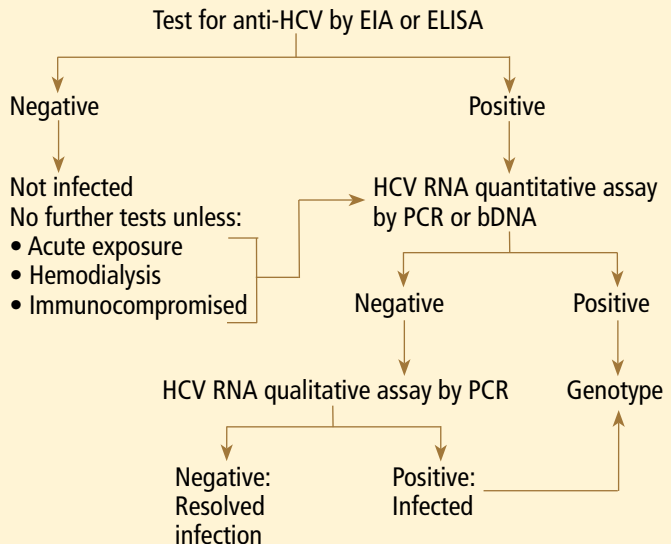 Test for anti-HCV by EIA or ELISA
Negative
Positive
Not infected
No further tests unless:
• Acute exposure
• Hemodialysis
• Immunocompromised
HCV RNA quantitative assay
by PCR or bDNA
Negative
Positive
HCV RNA qualitative assay by PCR
Genotype
Negative:
Resolved
infection
Positive:
Infected